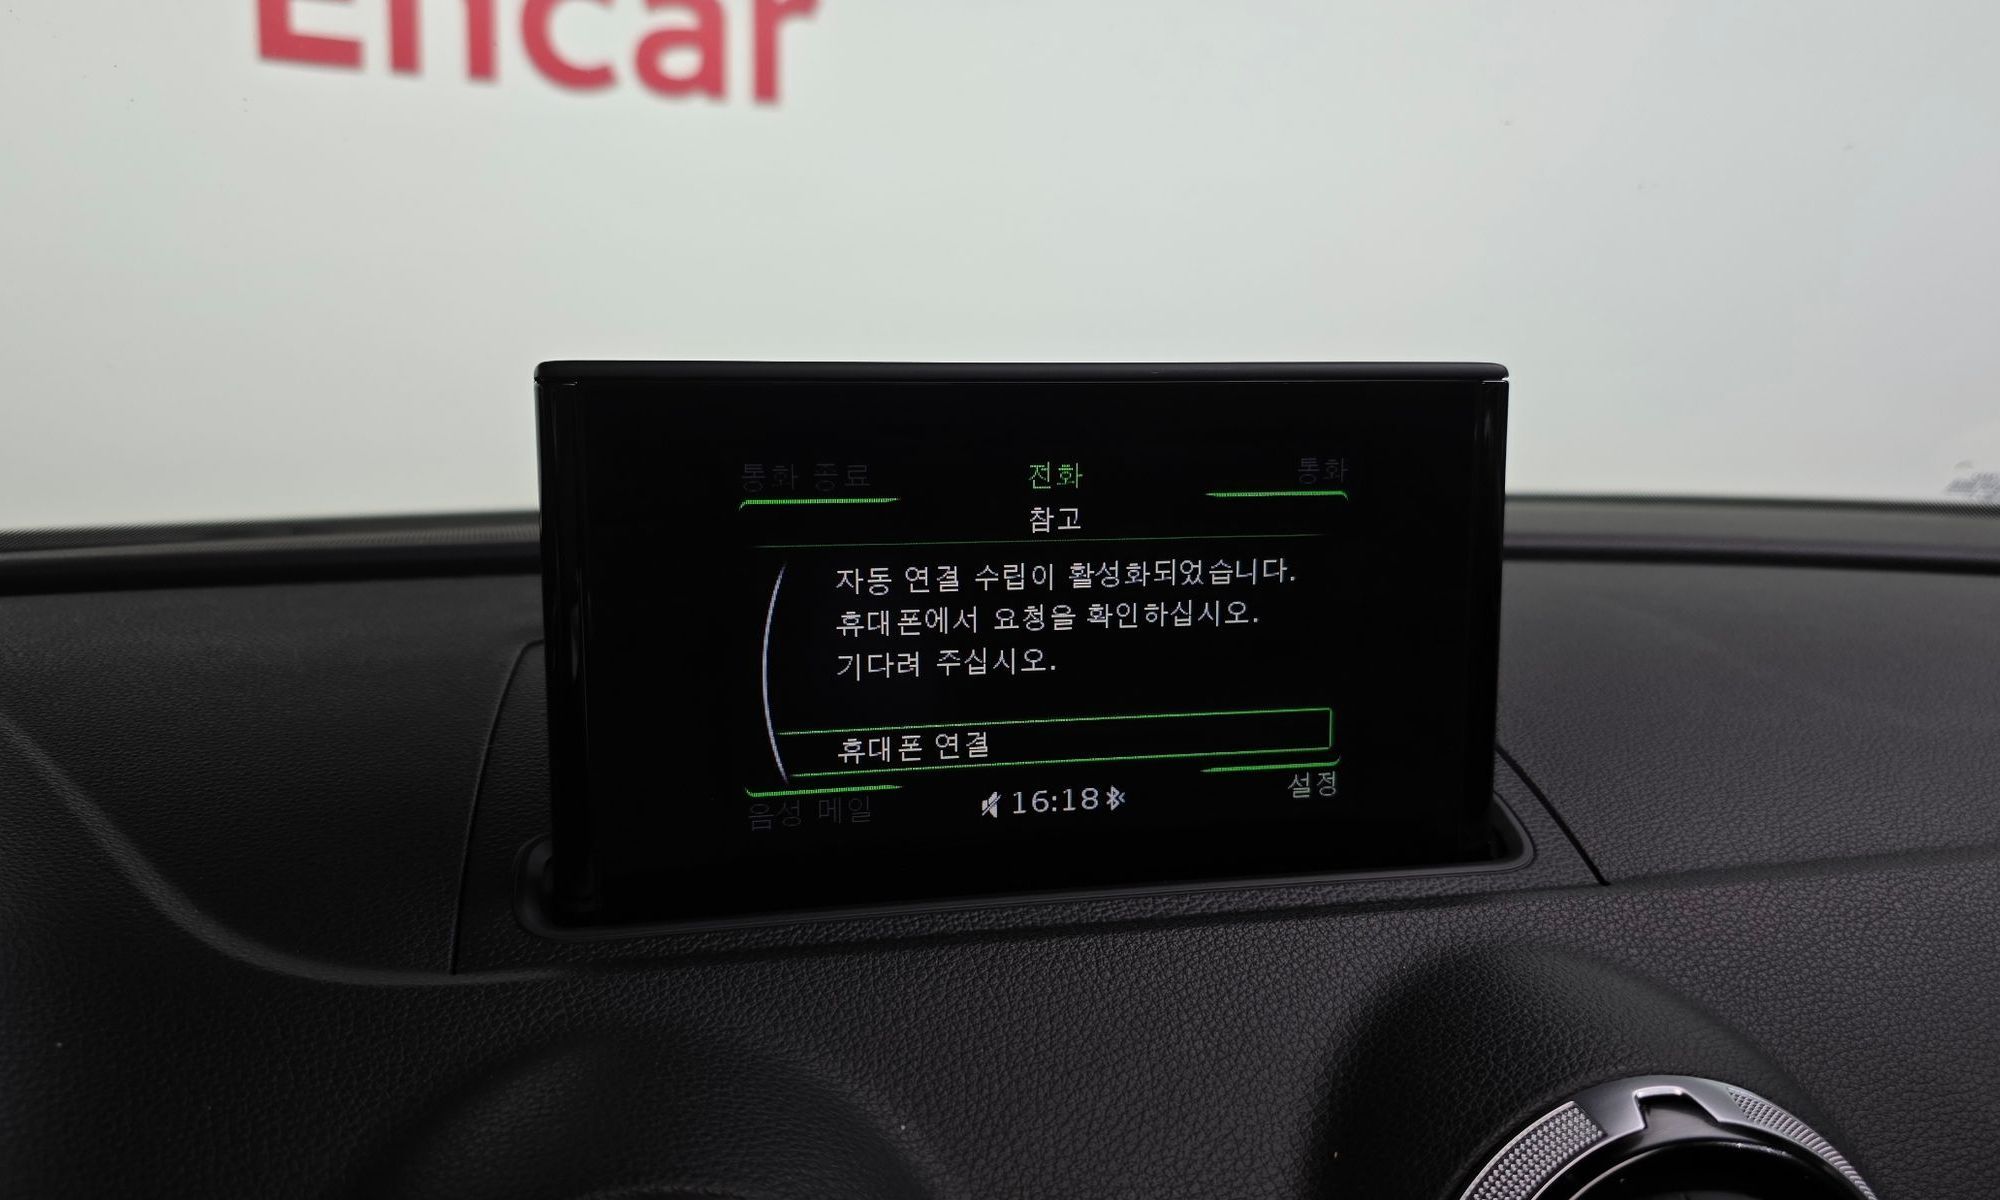 Encar
통화 종료
전화
통화
참고
자동 연결 수립이 활성화되었습니다.
휴대폰에서 요청을 확인하십시오.
기다려 주십시오.
휴대폰 연결
음성 메일
16:18
설정